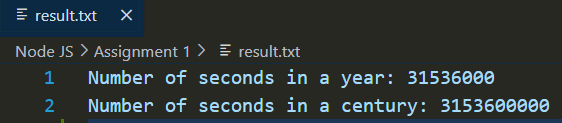 result.txt ×
Node JS > Assignment 1 > result.txt
1 Number of seconds in a year: 31536000
2 Number of seconds in a century: 3153600000